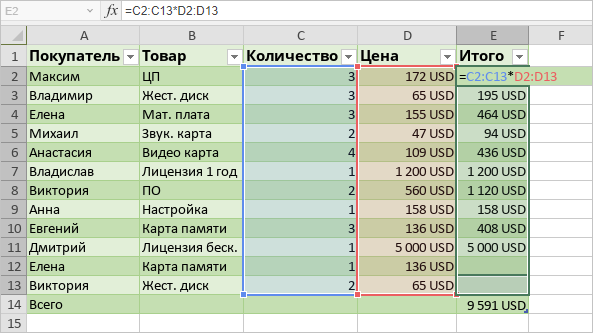 E2 fx =C2:C13*D2:D13
A B C D E F
1 Покупатель Товар Количество Цена Итого
2 Максим ЦП 3 172 USD =C2:C13*D2:D13
3 Владимир Жест. диск 3 65 USD 195 USD
4 Елена Мат. плата 3 155 USD 464 USD
5 Михаил Звук. карта 2 47 USD 94 USD
6 Анастасия Видео карта 4 109 USD 436 USD
7 Владислав Лицензия 1 год 1 1 200 USD 1 200 USD
8 Виктория ПО 2 560 USD 1 120 USD
9 Анна Настройка 1 158 USD 158 USD
10 Евгений Карта памяти 3 136 USD 408 USD
11 Дмитрий Лицензия беск. 1 5 000 USD 5 000 USD
12 Елена Карта памяти 1 136 USD
13 Виктория Жест. диск 2 65 USD
14 Всего 9 591 USD
15